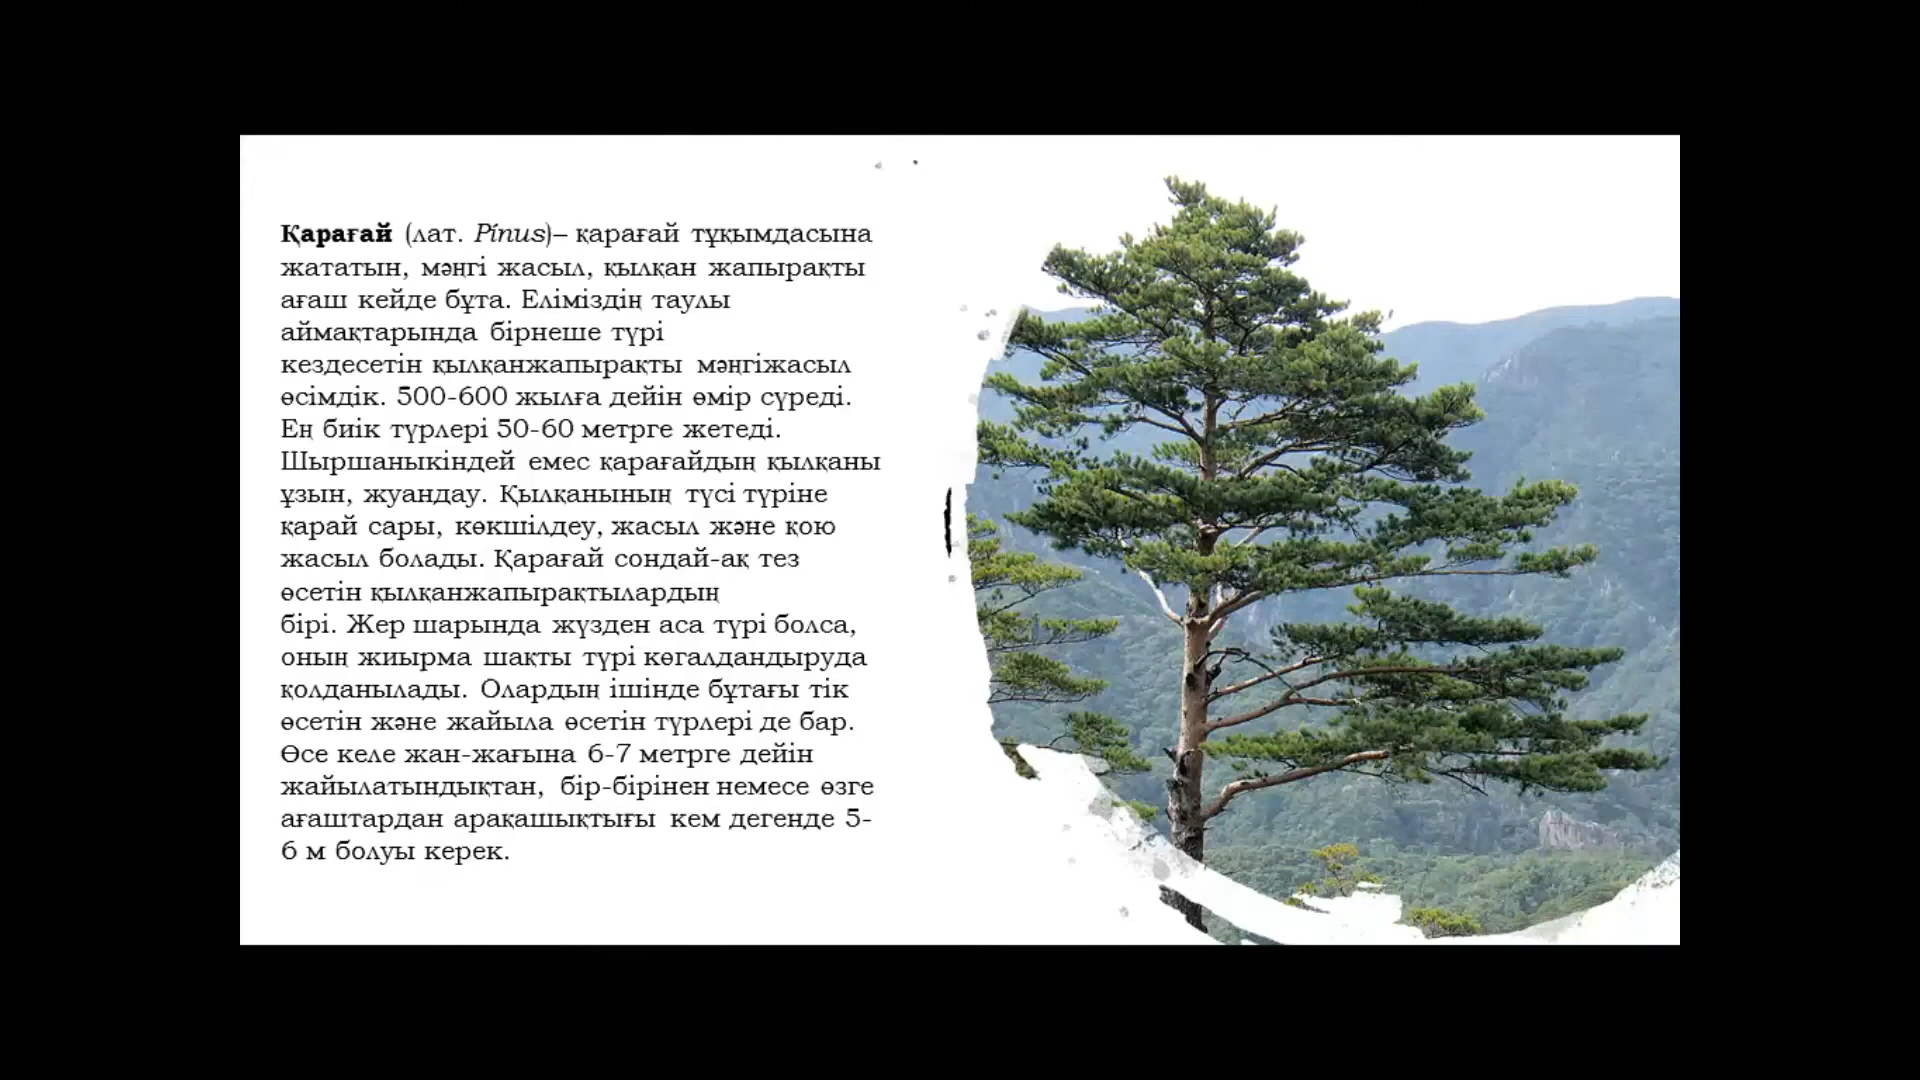 Қарағай (лат. Pínus)– қарағай тұқымдасына
жататын, мәңгі жасыл, қылқан жапырақты
ағаш кейде бұта. Еліміздің таулы
аймақтарында бірнеше түрі
кездесетін қылқанжапырақты мәңгіжасыл
өсімдік. 500-600 жылға дейін өмір сүреді.
Ең биік түрлері 50-60 метрге жетеді.
Шыршаныкіндей емес қарағайдың қылқаны
ұзын, жуандау. Қылқанының түсі түріне
қарай сары, көкшілдеу, жасыл және қою
жасыл болады. Қарағай сондай-ақ тез
өсетін қылқанжапырақтылардың
бірі. Жер шарында жүзден аса түрі болса,
оның жиырма шақты түрі көгалдандыруда
қолданылады. Олардың ішінде бұтағы тік
өсетін және жайыла өсетін түрлері де бар.
Өсе келе жан-жағына 6-7 метрге дейін
жайылатындықтан, бір-бірінен немесе өзге
ағаштардан арақашықтығы кем дегенде 5-
6 м болуы керек.